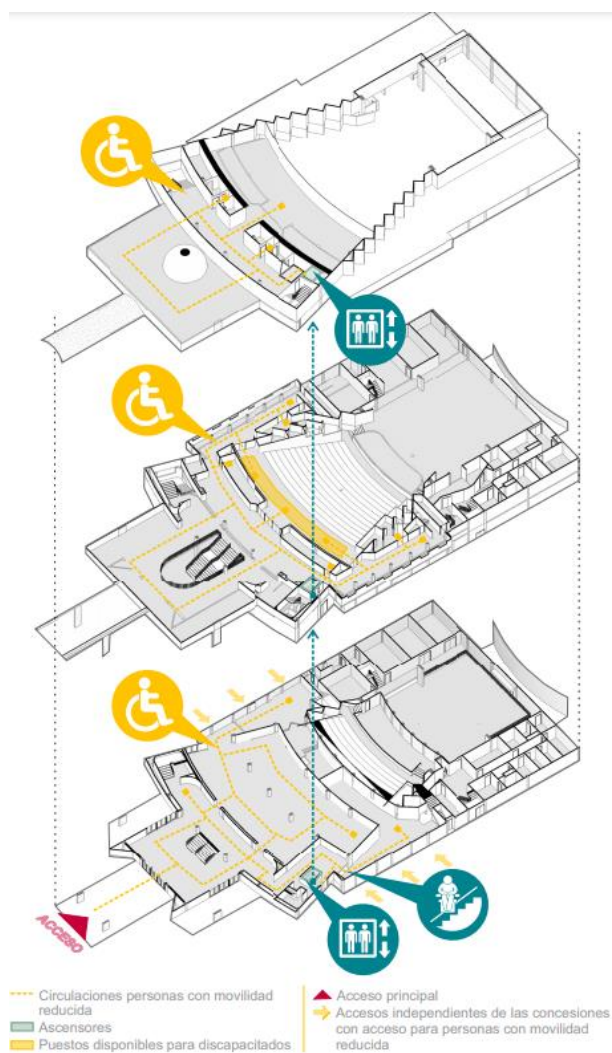 ACCESO
Circulaciones personas con movilidad
reducida
Ascensores
Puestos disponibles para discapacitados
Acceso principal
Accesos independientes de las concesiones
con acceso para personas con movilidad
reducida